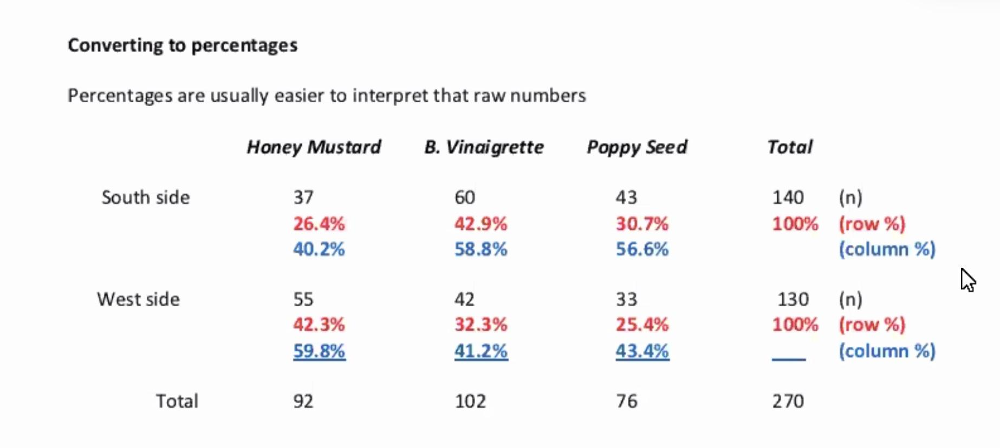 Converting to percentages
Percentages are usually easier to interpret that raw numbers
Honey Mustard B. Vinaigrette Poppy Seed Total
South side 37 60 43 140 (n)
26.4% 42.9% 30.7% 100% (row %)
40.2% 58.8% 56.6% (column %)
West side 55 42 33 130 (n)
42.3% 32.3% 25.4% 100% (row %)
59.8% 41.2% 43.4% (column %)
Total 92 102 76 270